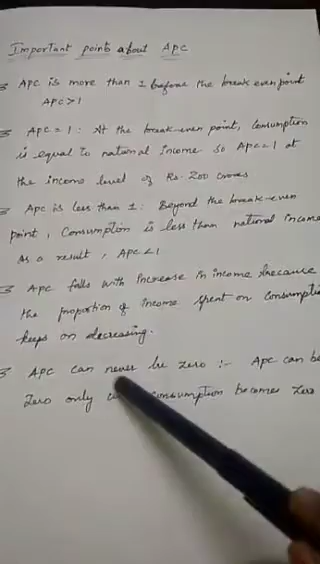 Important points about APC
APC is more than 1 before the break even point
APC > 1
APC = 1 : At the break-even point, Consumption
is equal to national Income so APC = 1 at
the income level of Rs. 200 crores
APC is less than 1 : Beyond the break-even
point, Consumption is less than national income
As a result, APC < 1
APC falls with increase in income because
the proportion of income spent on Consumpti
keeps on decreasing.
APC can never be zero :- APC can be
Zero only consumption becomes Zero